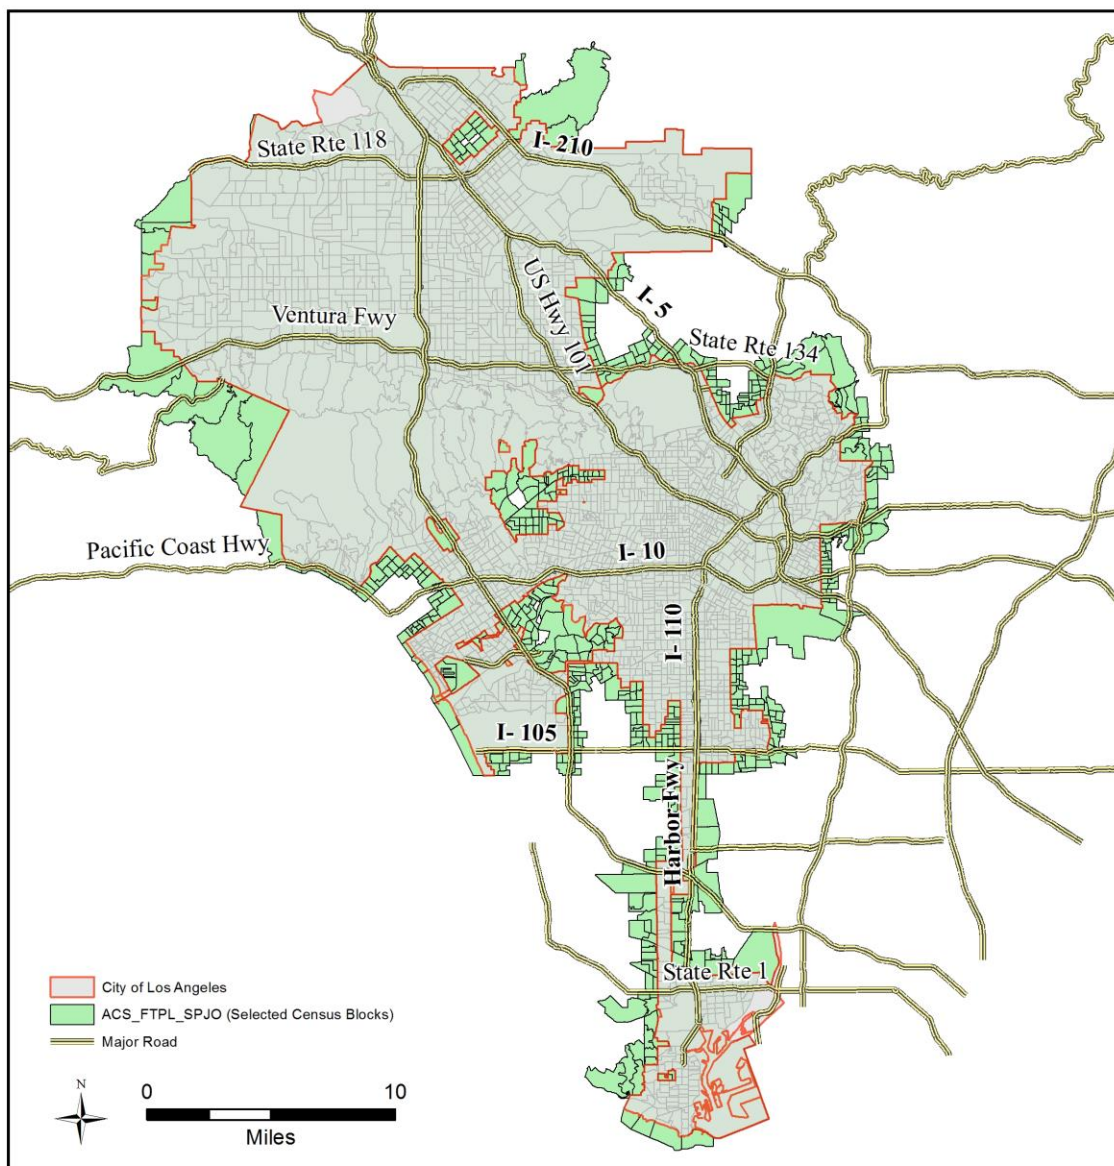 State Rte 118
I- 210
US Hwy 101
I- 5
Ventura Fwy
State Rte 134
Pacific Coast Hwy
I- 10
I- 110
I- 105
Harbor Fwy
State Rte 1
City of Los Angeles
ACS_FTPL_SPJO (Selected Census Blocks)
Major Road
N
0 10
Miles